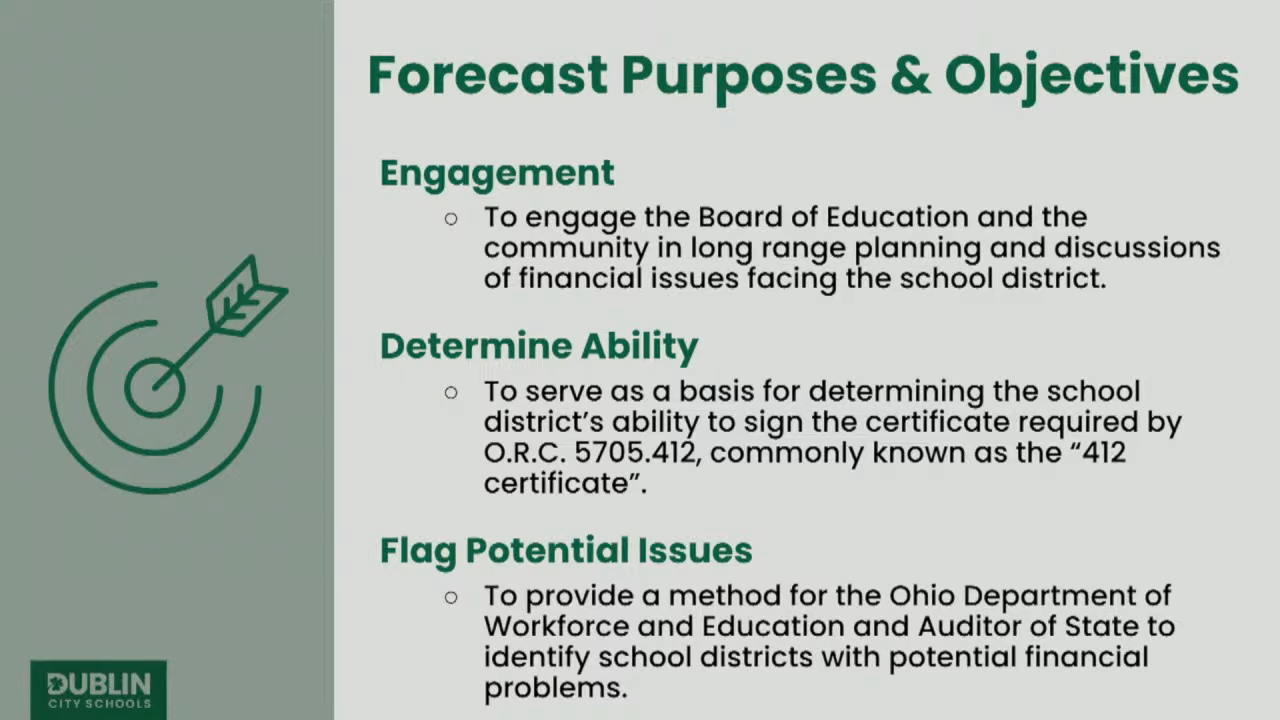 Forecast Purposes & Objectives
Engagement
○ To engage the Board of Education and the
community in long range planning and discussions
of financial issues facing the school district.
Determine Ability
○ To serve as a basis for determining the school
district's ability to sign the certificate required by
O.R.C. 5705.412, commonly known as the “412
certificate”.
Flag Potential Issues
○ To provide a method for the Ohio Department of
Workforce and Education and Auditor of State to
identify school districts with potential financial
problems.
DUBLIN
CITY SCHOOLS